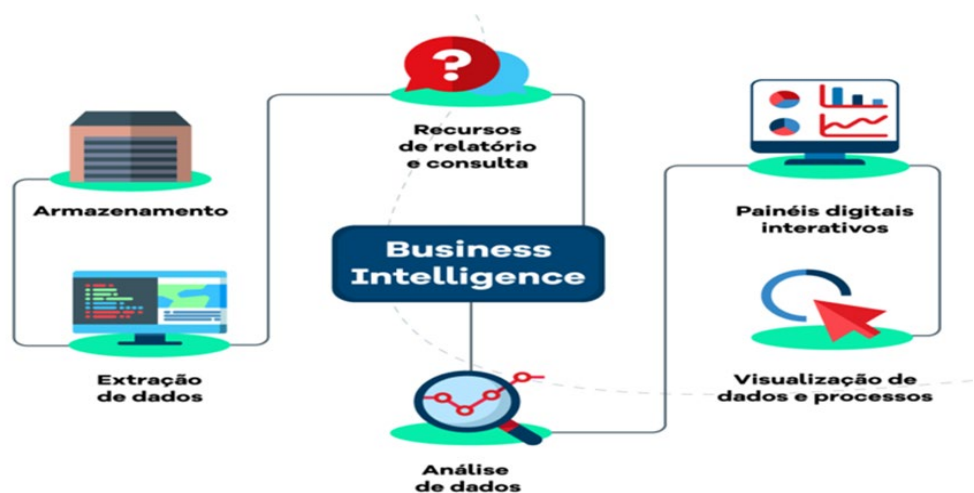 ?
Recursos
de relatório
e consulta
Armazenamento
Painéis digitais
interativos
Business
Intelligence
Extração
de dados
Visualização de
dados e processos
Análise
de dados